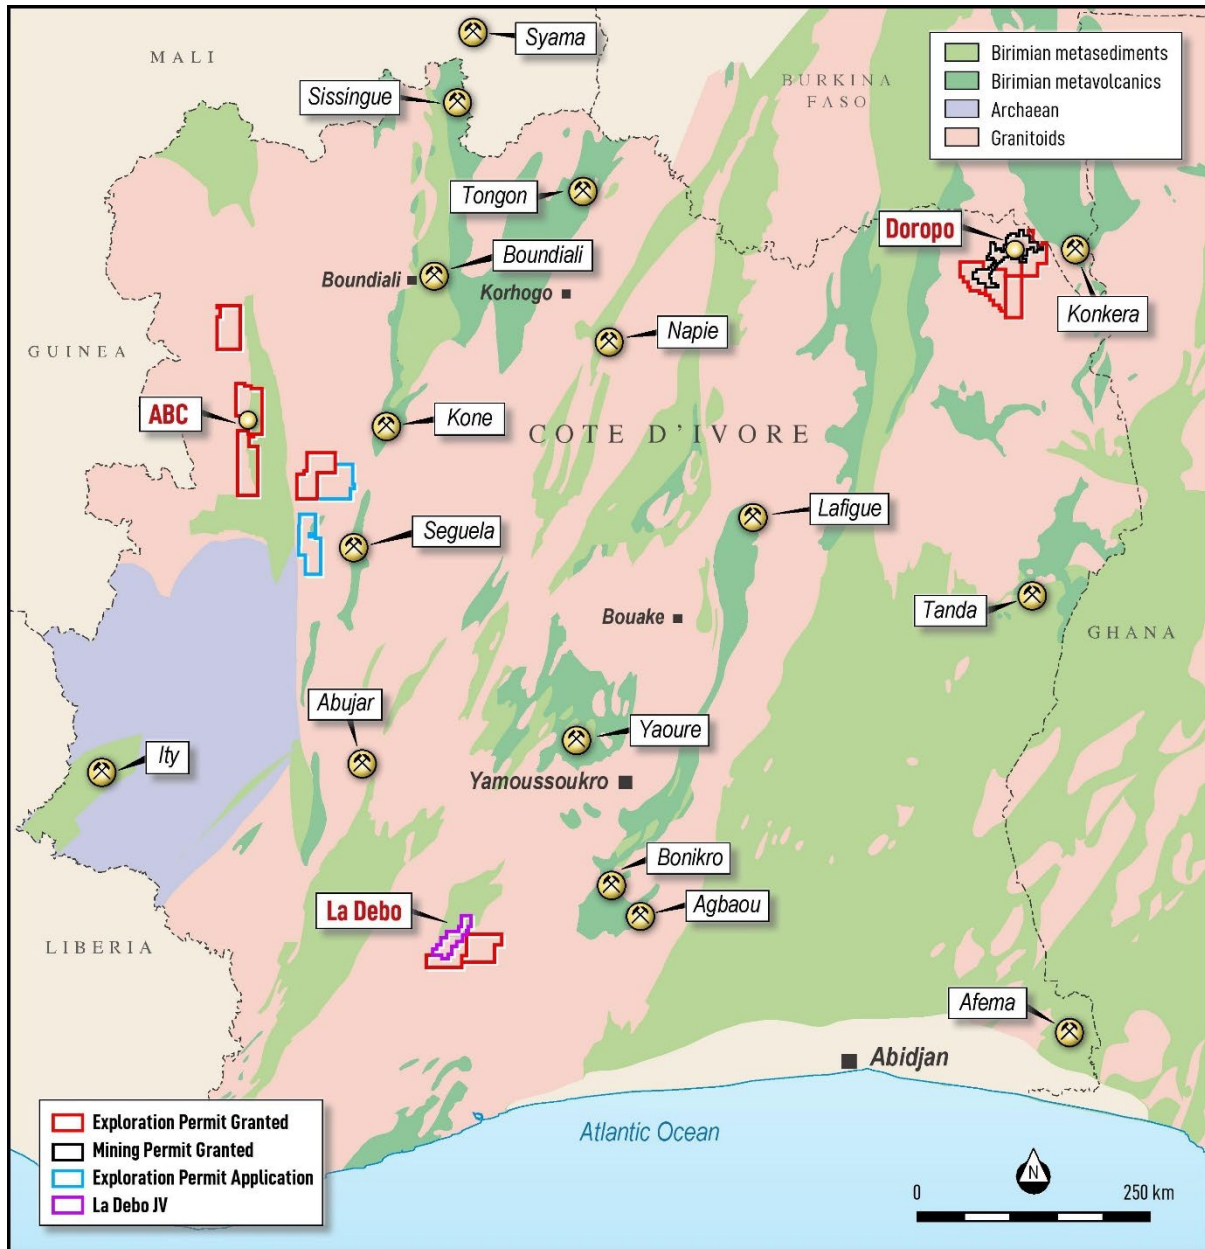 Syama
MALI
Birimian metasediments
Birimian metavolcanics
Archaean
Granitoids
BURKINA
FASO
Sissingue
Tongon
Doropo
Boundiali
Boundiali
Korhogo
Konkera
Napie
GUINEA
ABC
Kone
COTE D'IVORE
Lafigue
Seguela
Tanda
Bouake
GHANA
Abujar
Yaoure
Ity
Yamoussoukro
Bonikro
La Debo
Agbaou
LIBERIA
Afema
Abidjan
Exploration Permit Granted
Mining Permit Granted
Exploration Permit Application
La Debo JV
Atlantic Ocean
N
0 250 km